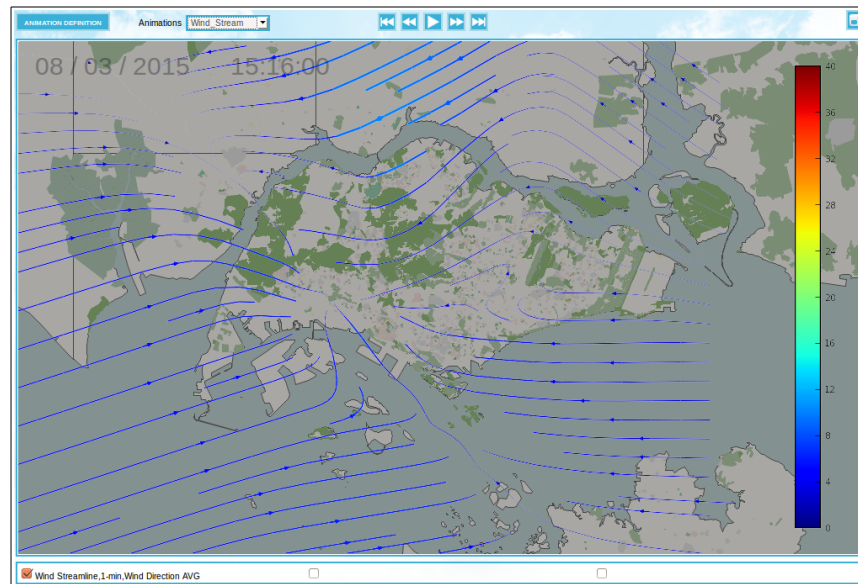 ANIMATION DEFINITION
Animations Wind_Stream
08 / 03 / 2015 15:16:00
40
36
32
28
24
20
16
12
8
4
0
Wind Streamline,1-min,Wind Direction AVG